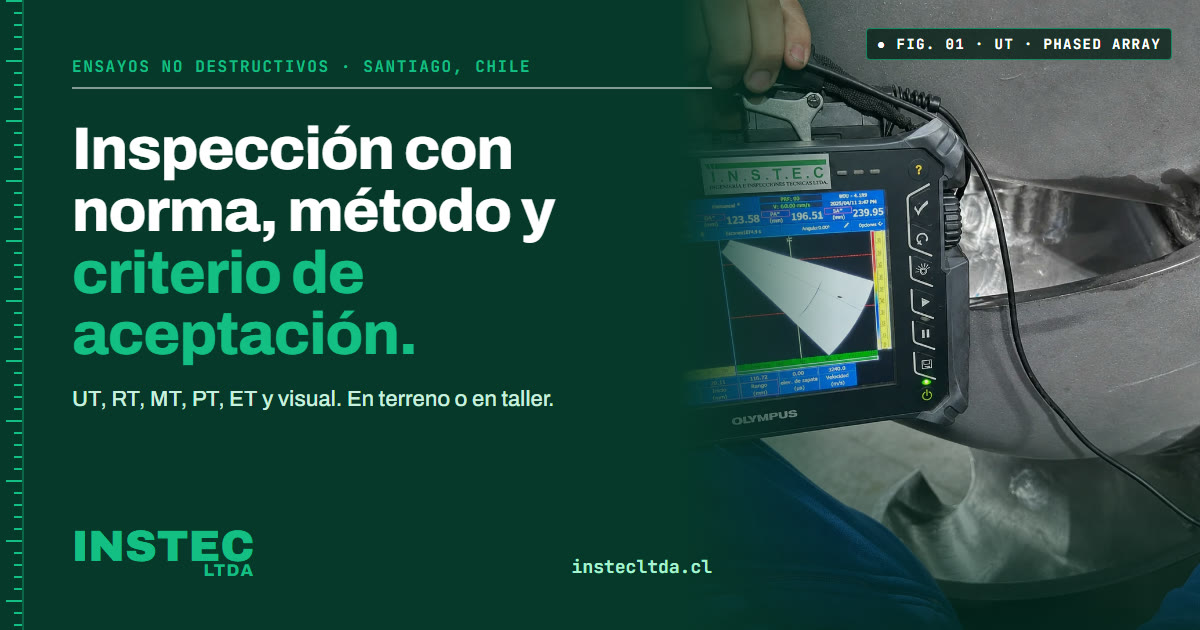 ENSAYOS NO DESTRUCTIVOS · SANTIAGO, CHILE
Inspección con
norma, método y
criterio de
aceptación.
UT, RT, MT, PT, ET y visual. En terreno o en taller.
INSTEC
LTDA
instecltda.cl
• FIG. 01 · UT · PHASED ARRAY
I.N.S.T.E.C
INGENIERIA E INSPECCIONES TECNICAS LTDA.
?
123.58
196.51
239.95
OLYMPUS